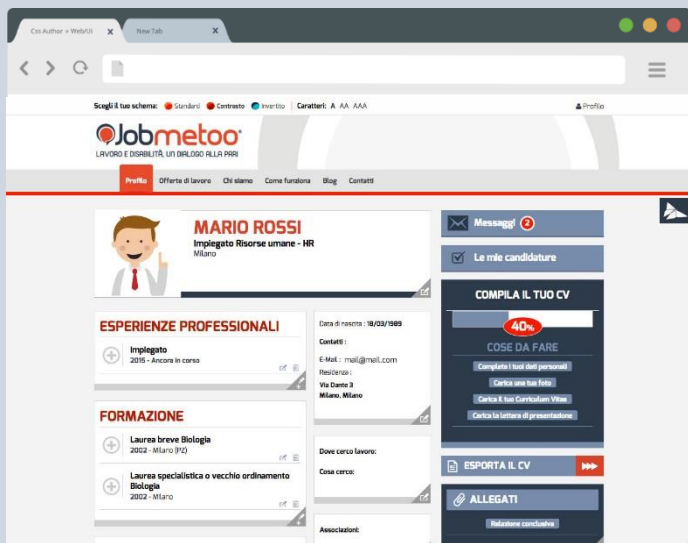 Css Author » Web/UI X
New Tab X
Scegli il tuo schema: Standard Contrasto Invertito Caratteri: A AA AAA
Profilo
Jobmetoo
LAVORO E DISABILITÀ, UN DIALOGO ALLA PARI
Profilo Offerte di lavoro Chi siamo Come funziona Blog Contatti
MARIO ROSSI
Impiegato Risorse umane - HR
Milano
Messaggi 2
Le mie candidature
COMPILA IL TUO CV
40%
COSE DA FARE
Completa i tuoi dati personali
Carica una tua foto
Carica il tuo Curriculum Vitae
Carica la lettera di presentazione
ESPORTA IL CV
ALLEGATI
Relazione conclusiva
ESPERIENZE PROFESSIONALI
Impiegato
2015 - Ancora in corso
FORMAZIONE
Laurea breve Biologia
2002 - Milano (PZ)
Laurea specialistica o vecchio ordinamento
Biologia
2002 - Milano
Data di nascita : 18/03/1989
Contatti :
E-Mail : mail@mail.com
Residenza :
Via Dante 3
Milano, Milano
Dove cerco lavoro:
Cosa cerco:
Associazioni: